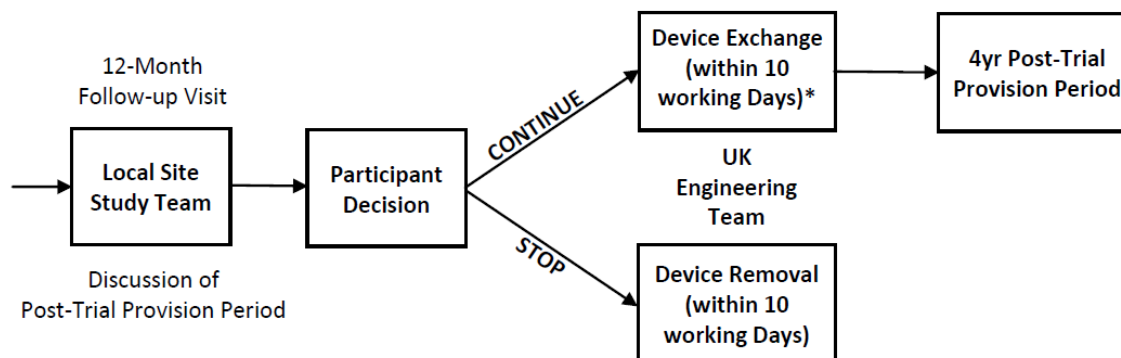 12-Month
Follow-up Visit
Local Site
Study Team
Discussion of
Post-Trial Provision Period
Participant
Decision
CONTINUE
STOP
Device Exchange
(within 10
working Days)*
UK
Engineering
Team
Device Removal
(within 10
working Days)
4yr Post-Trial
Provision Period